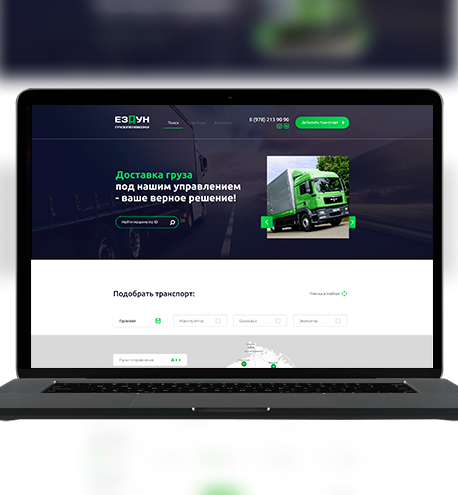 ЕЗДУН
ГРУЗОПЕРЕВОЗКИ
Поиск
8 (978) 213 90 90
Добавить транспорт +
Доставка груза
под нашим управлением
- ваше верное решение!
Найти машину по ID
Подобрать транспорт:
Грузовой
Манипулятор
Самосвал
Эвакуатор
Пункт отправления